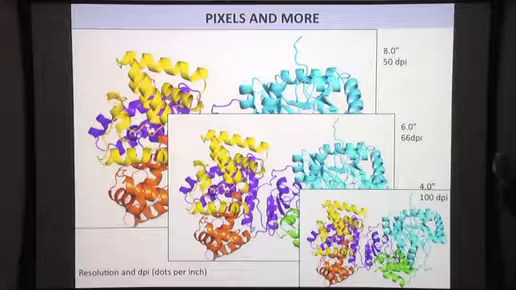 PIXELS AND MORE
8.0"
50 dpi
6.0"
66dpi
4.0"
100 dpi
Resolution and dpi (dots per inch)